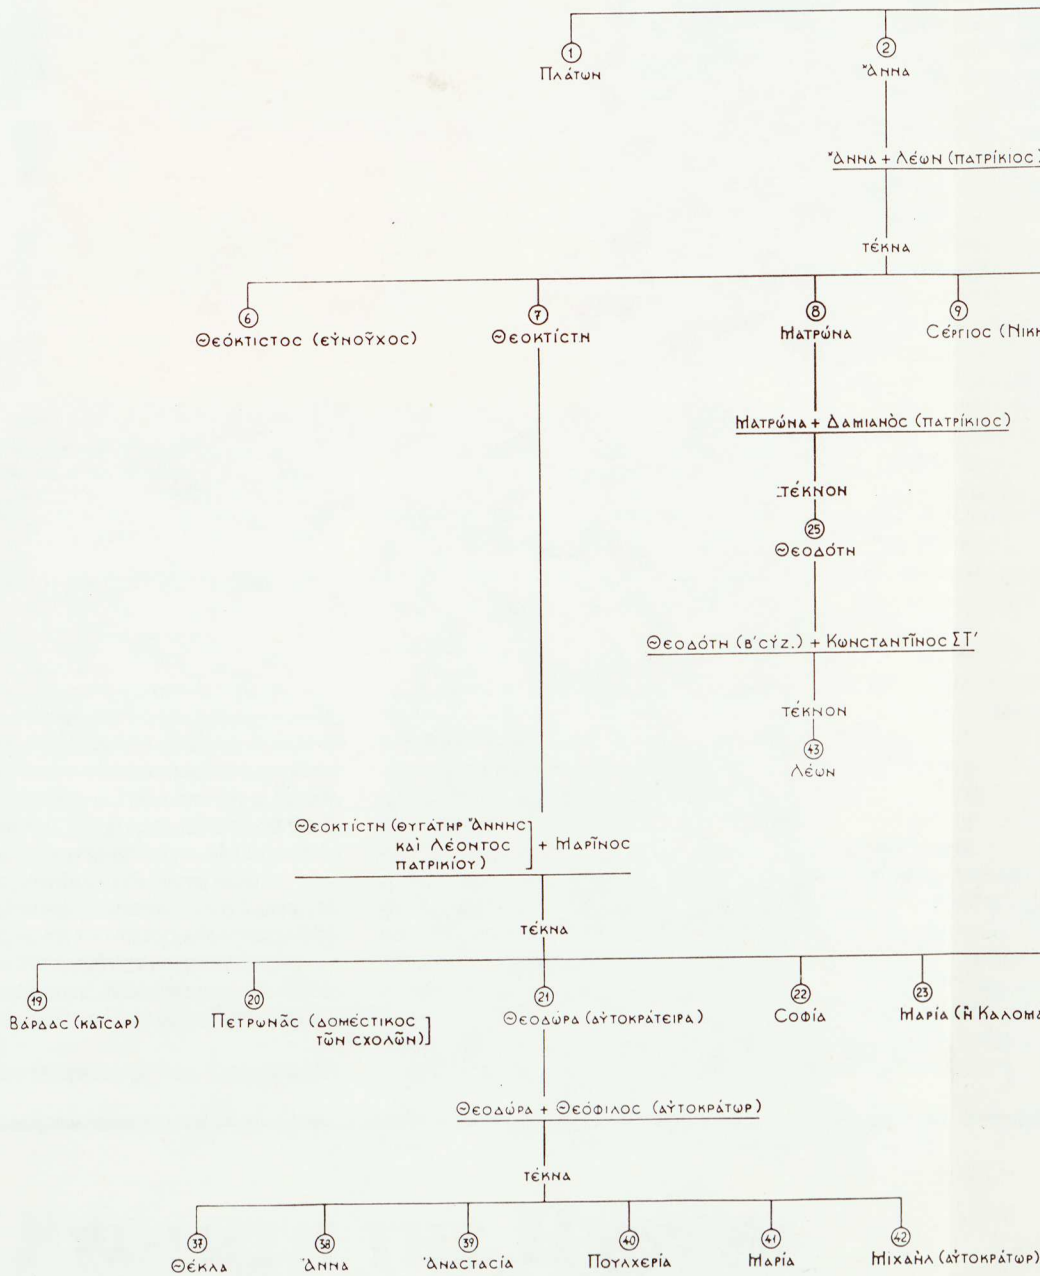 1 2
Πλάτων Ἄννα
Ἄννα + Λέων (πατρίκιος)
τέκνα
6 7 8 9
Θεόκτιστος (εὐνοῦχος) Θεοκτίστη Ματρώνα Σέργιος (Νικη
Ματρώνα + Δαμιανὸς (πατρίκιος)
τέκνον
25
Θεοδότη
Θεοδότη (β΄ σύζ.) + Κωνσταντῖνος ΣΤ΄
τέκνον
43
Λέων
Θεοκτίστη (θυγάτηρ Ἄννης
καὶ Λέοντος + Μαρῖνος
πατρικίου)
τέκνα
19 20 21 22 23
Βάρδας (καῖσαρ) Πετρωνᾶς (δομέστικος Θεοδώρα (αὐτοκράτειρα) Σοφία Μαρία (ἢ Καλομα
τῶν σχολῶν)
Θεοδώρα + Θεόφιλος (αὐτοκράτωρ)
τέκνα
37 38 39 40 41 42
Θέκλα Ἄννα Ἀναστασία Πουλχερία Μαρία Μιχαὴλ (αὐτοκράτωρ)